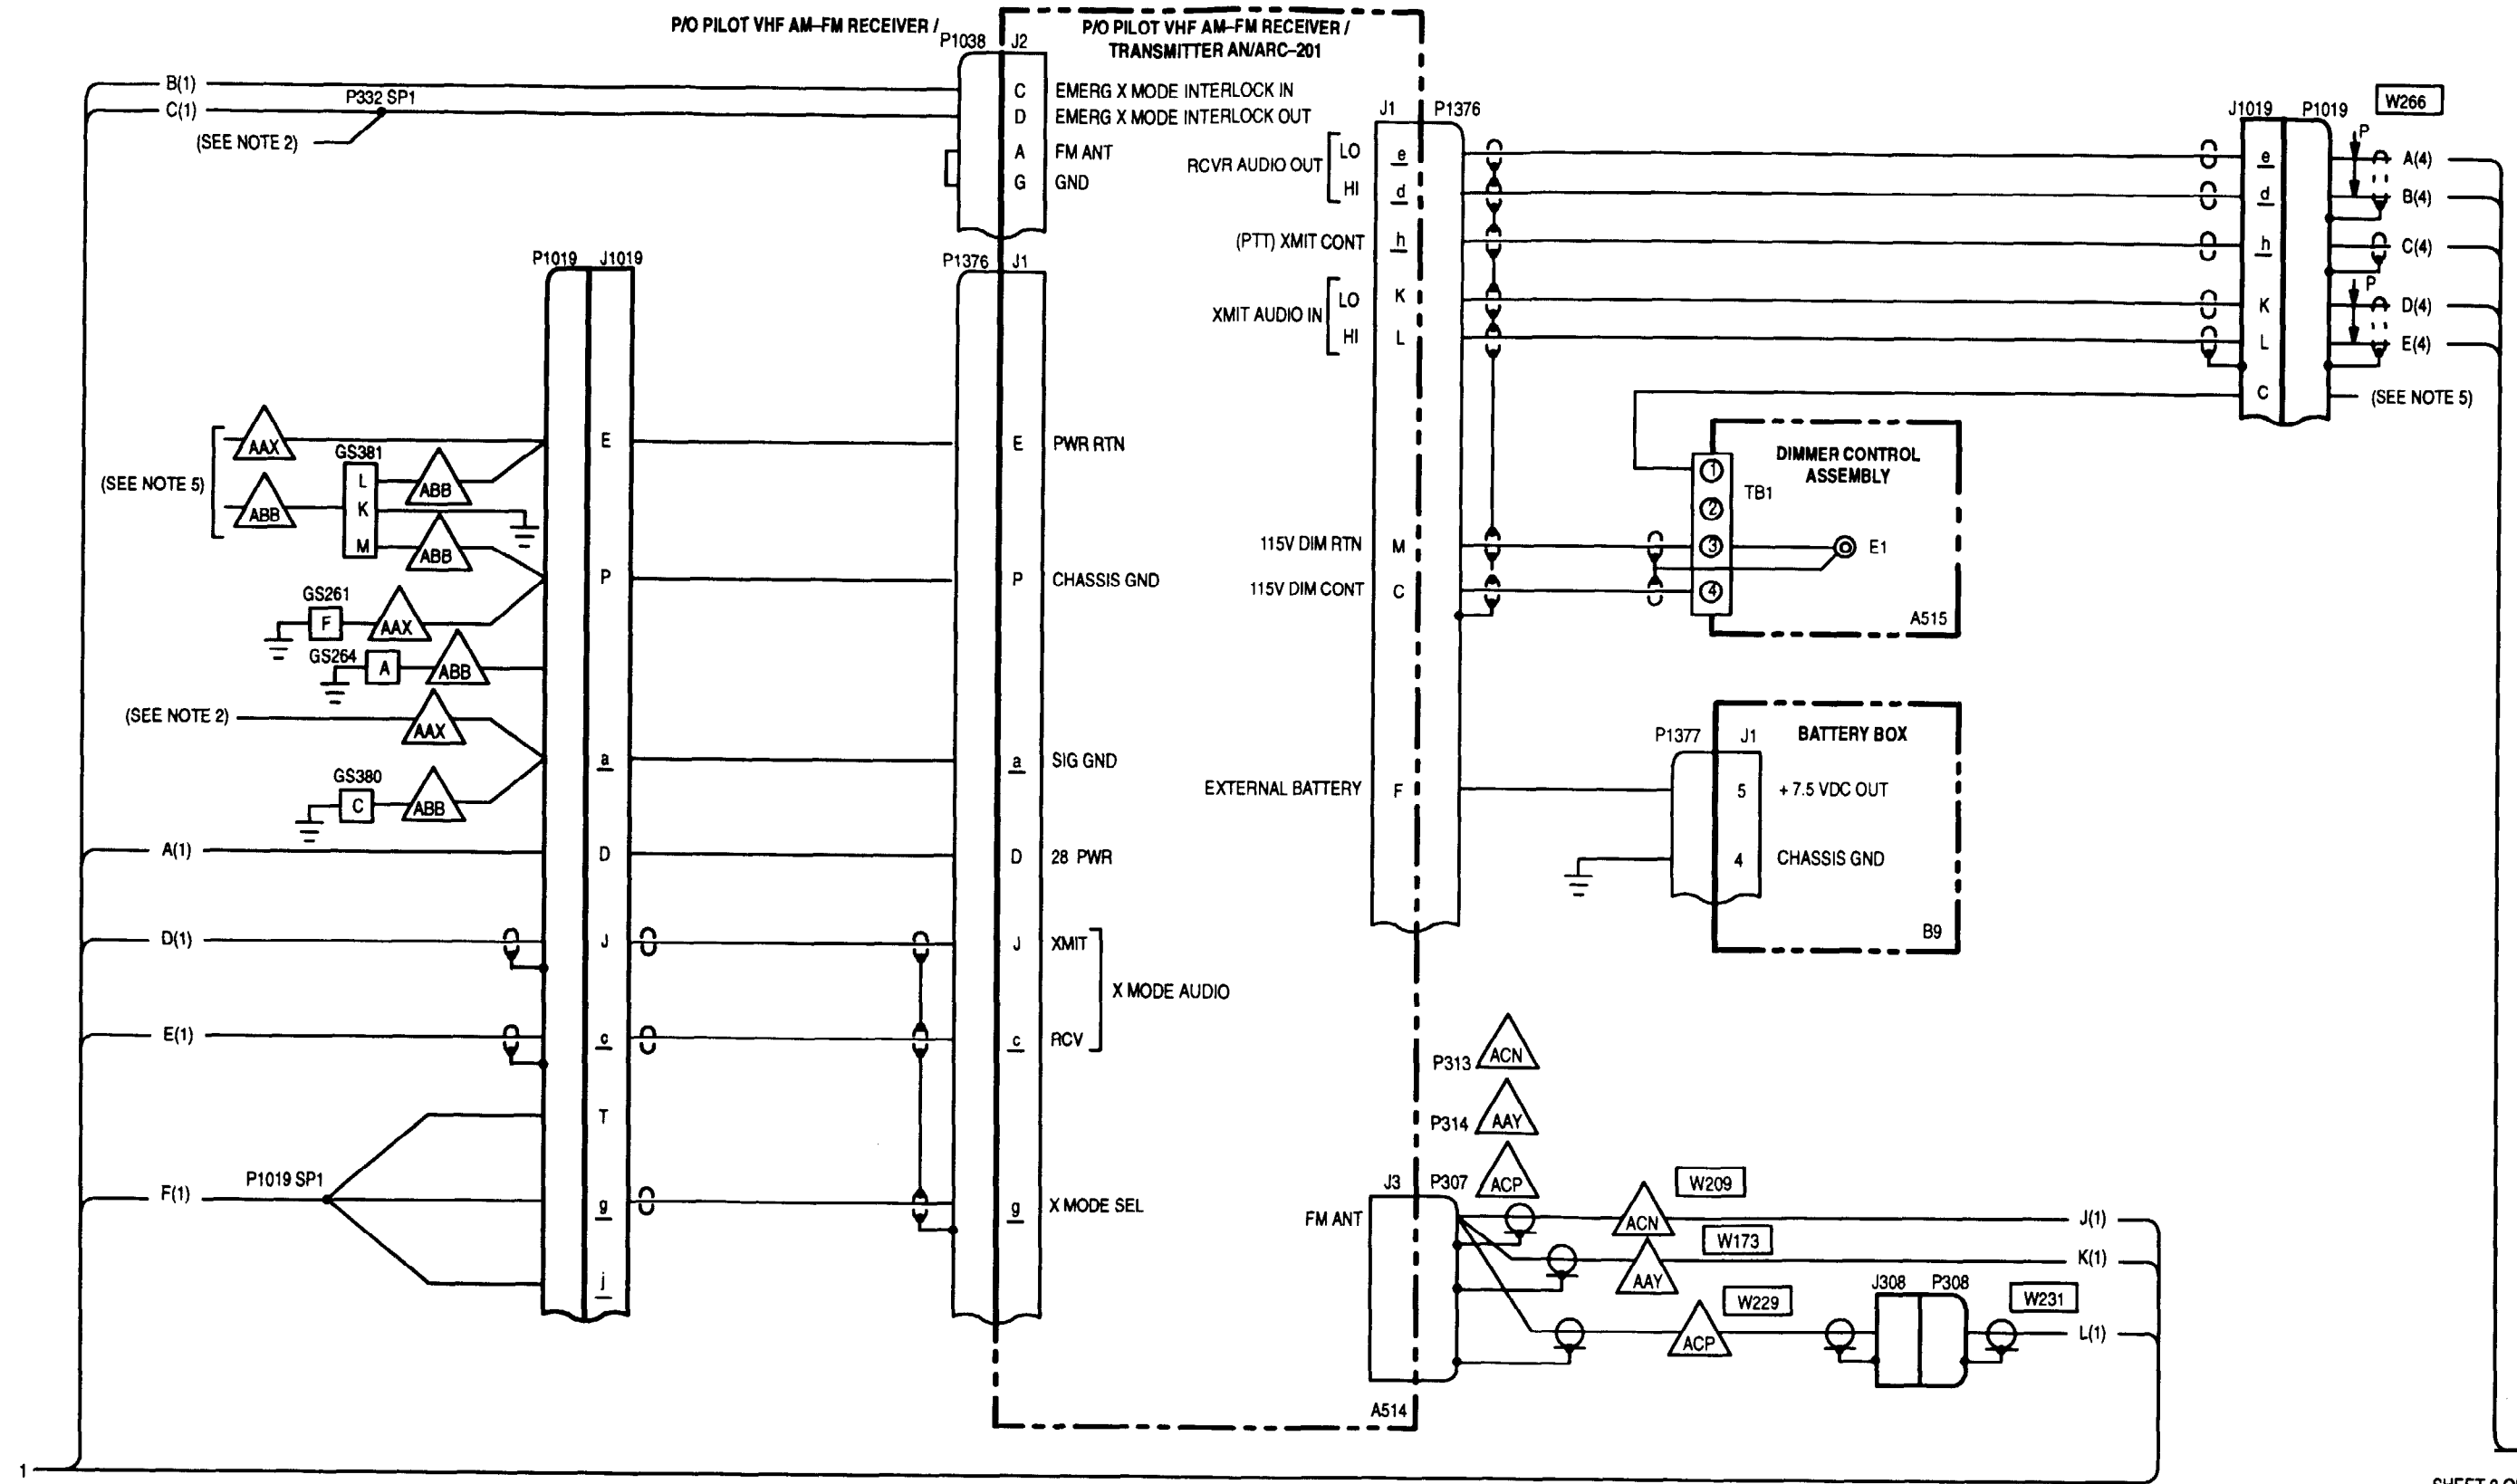 P/O PILOT VHF AM–FM RECEIVER /
P/O PILOT VHF AM–FM RECEIVER /
TRANSMITTER AN/ARC–201
P1038
J2
B(1)
C(1)
P332 SP1
(SEE NOTE 2)
C EMERG X MODE INTERLOCK IN
D EMERG X MODE INTERLOCK OUT
A FM ANT
G GND
P1019
J1019
P1376
J1
(SEE NOTE 5)
AAX
ABB
GS381
L
K
M
ABB
ABB
E
E PWR RTN
P
P CHASSIS GND
GS261
F
AAX
GS264
A
ABB
(SEE NOTE 2)
AAX
a
a SIG GND
GS380
C
ABB
A(1)
D
D 28 PWR
D(1)
J
J XMIT
X MODE AUDIO
E(1)
c
c RCV
T
P1019 SP1
F(1)
g
g X MODE SEL
j
1
J1
P1376
RCVR AUDIO OUT
LO e
HI d
(PTT) XMIT CONT h
XMIT AUDIO IN
LO K
HI L
115V DIM RTN M
115V DIM CONT C
EXTERNAL BATTERY F
J1019
P1019
W266
e
P
A(4)
d
B(4)
h
C(4)
K
P
D(4)
L
E(4)
C
(SEE NOTE 5)
DIMMER CONTROL
ASSEMBLY
1
TB1
2
3
E1
4
A515
P1377
J1
BATTERY BOX
5 + 7.5 VDC OUT
4 CHASSIS GND
B9
P313
ACN
P314
AAY
ACP
J3
P307
FM ANT
W209
ACN
J(1)
W173
AAY
K(1)
W229
ACP
J308
P308
W231
L(1)
A514